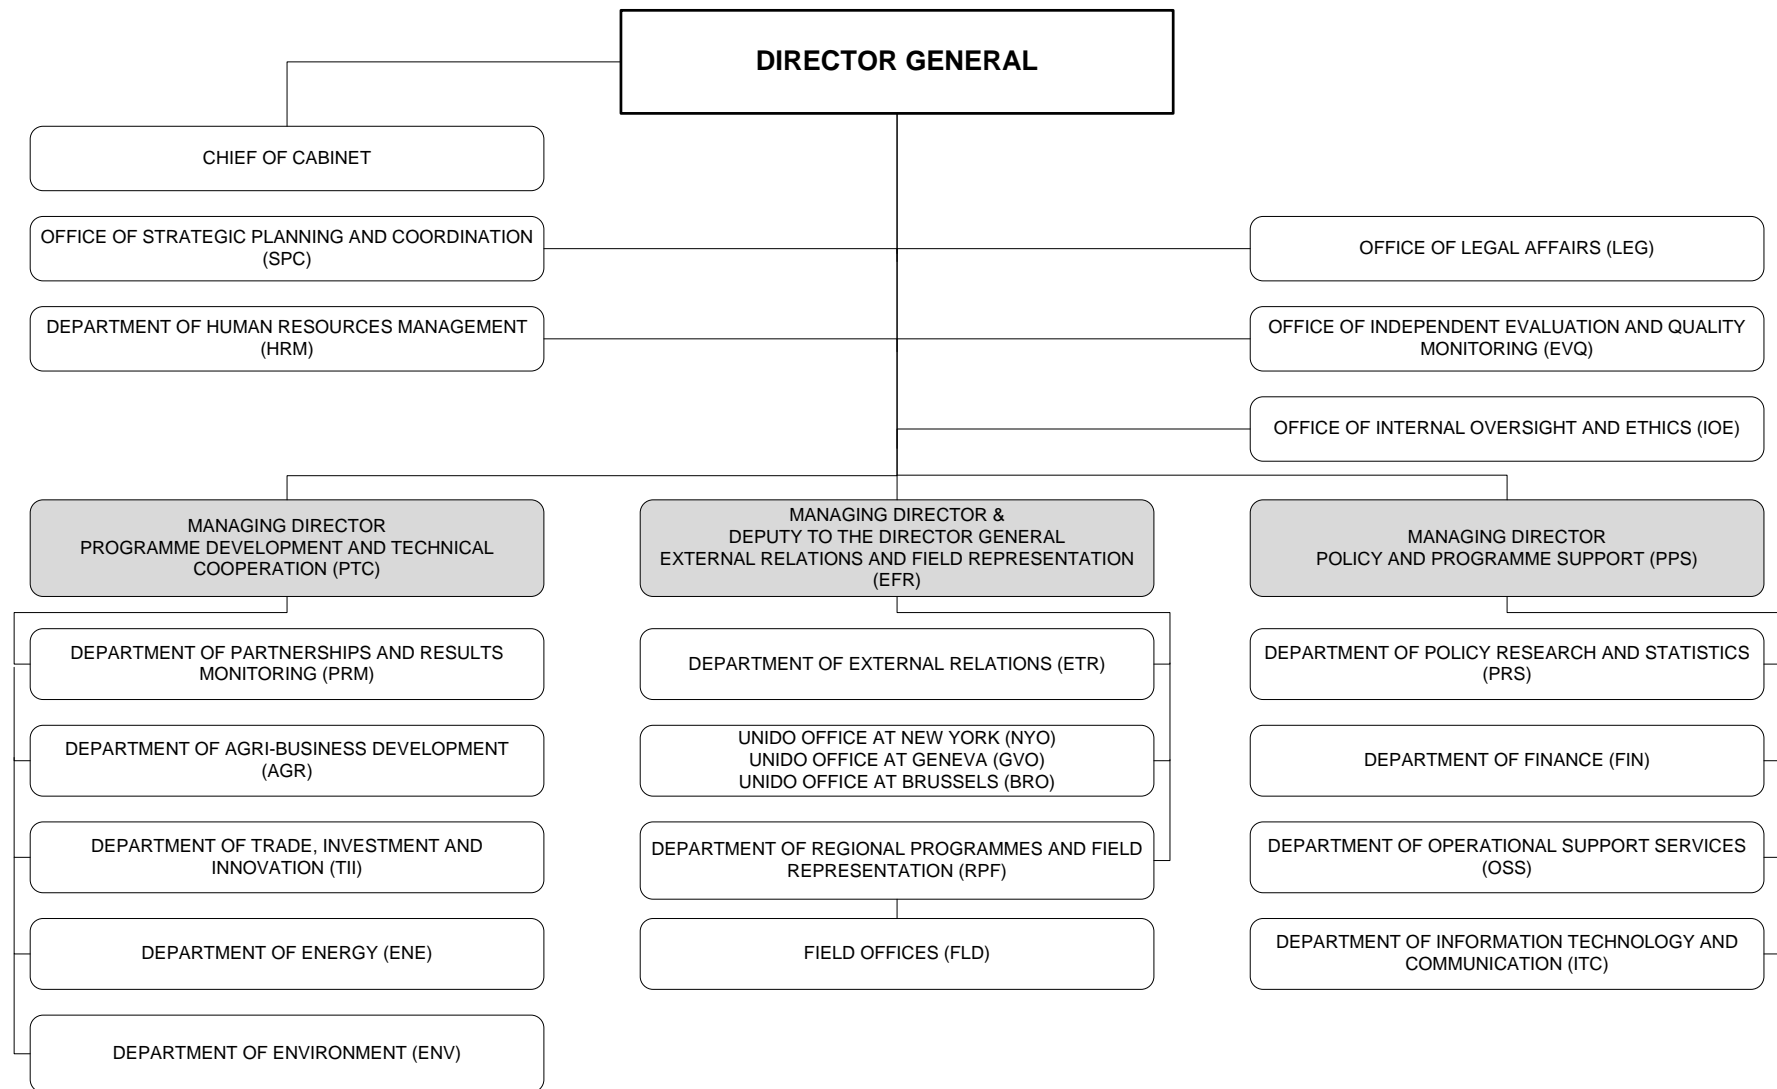 DIRECTOR GENERAL
CHIEF OF CABINET
OFFICE OF STRATEGIC PLANNING AND COORDINATION
(SPC)
OFFICE OF LEGAL AFFAIRS (LEG)
DEPARTMENT OF HUMAN RESOURCES MANAGEMENT
(HRM)
OFFICE OF INDEPENDENT EVALUATION AND QUALITY
MONITORING (EVQ)
OFFICE OF INTERNAL OVERSIGHT AND ETHICS (IOE)
MANAGING DIRECTOR
PROGRAMME DEVELOPMENT AND TECHNICAL
COOPERATION (PTC)
MANAGING DIRECTOR &
DEPUTY TO THE DIRECTOR GENERAL
EXTERNAL RELATIONS AND FIELD REPRESENTATION
(EFR)
MANAGING DIRECTOR
POLICY AND PROGRAMME SUPPORT (PPS)
DEPARTMENT OF PARTNERSHIPS AND RESULTS
MONITORING (PRM)
DEPARTMENT OF EXTERNAL RELATIONS (ETR)
DEPARTMENT OF POLICY RESEARCH AND STATISTICS
(PRS)
DEPARTMENT OF AGRI-BUSINESS DEVELOPMENT
(AGR)
UNIDO OFFICE AT NEW YORK (NYO)
UNIDO OFFICE AT GENEVA (GVO)
UNIDO OFFICE AT BRUSSELS (BRO)
DEPARTMENT OF FINANCE (FIN)
DEPARTMENT OF TRADE, INVESTMENT AND
INNOVATION (TII)
DEPARTMENT OF REGIONAL PROGRAMMES AND FIELD
REPRESENTATION (RPF)
DEPARTMENT OF OPERATIONAL SUPPORT SERVICES
(OSS)
DEPARTMENT OF ENERGY (ENE)
FIELD OFFICES (FLD)
DEPARTMENT OF INFORMATION TECHNOLOGY AND
COMMUNICATION (ITC)
DEPARTMENT OF ENVIRONMENT (ENV)